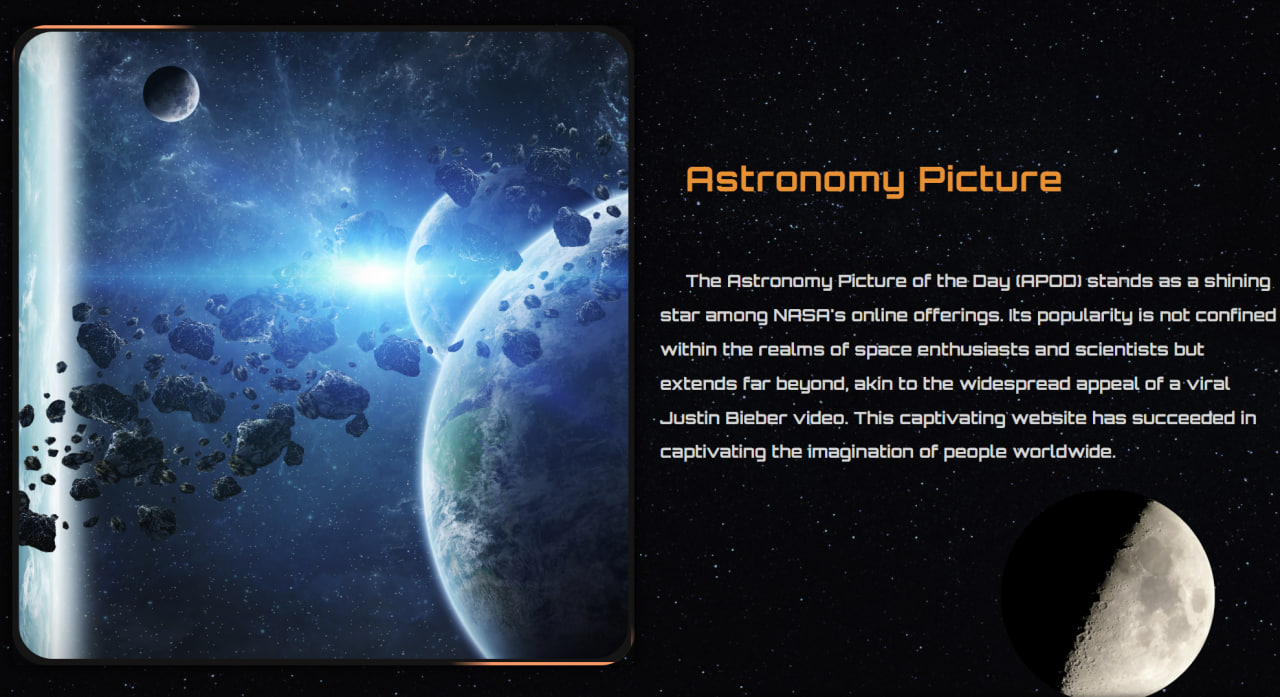 Astronomy Picture
The Astronomy Picture of the Day (APOD) stands as a shining
star among NASA's online offerings. Its popularity is not confined
within the realms of space enthusiasts and scientists but
extends far beyond, akin to the widespread appeal of a viral
Justin Bieber video. This captivating website has succeeded in
captivating the imagination of people worldwide.